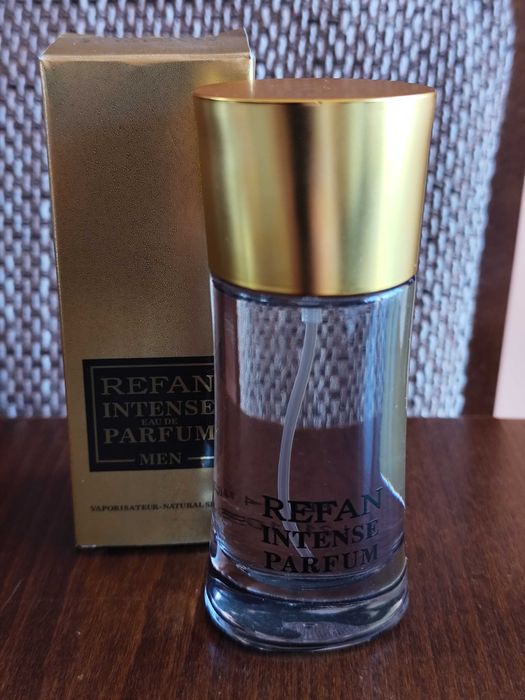 REFAN
INTENSE
EAU DE
PARFUM
MEN
VAPORISATEUR-NATURAL
REFAN
INTENSE
PARFUM